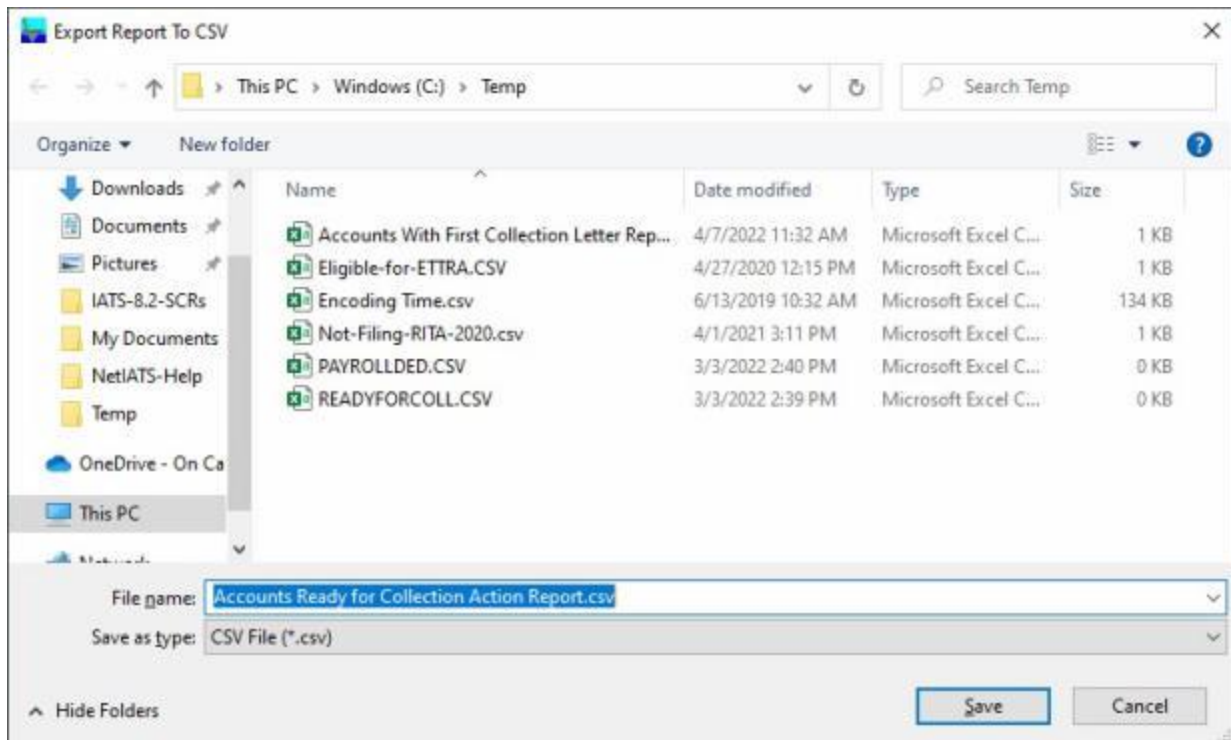 Export Report To CSV
This PC > Windows (C:) > Temp
Search Temp
Organize
New folder
Name
Date modified
Type
Size
Downloads
Documents
Pictures
IATS-8.2-SCRs
My Documents
NetIATS-Help
Temp
OneDrive - On Ca
This PC
Network
Accounts With First Collection Letter Rep... 4/7/2022 11:32 AM Microsoft Excel C... 1 KB
Eligible-for-ETTRA.CSV 4/27/2020 12:15 PM Microsoft Excel C... 1 KB
Encoding Time.csv 6/13/2019 10:32 AM Microsoft Excel C... 134 KB
Not-Filing-RITA-2020.csv 4/1/2021 3:11 PM Microsoft Excel C... 1 KB
PAYROLLDED.CSV 3/3/2022 2:40 PM Microsoft Excel C... 0 KB
READYFORCOLL.CSV 3/3/2022 2:39 PM Microsoft Excel C... 0 KB
File name: Accounts Ready for Collection Action Report.csv
Save as type: CSV File (*.csv)
Hide Folders
Save
Cancel